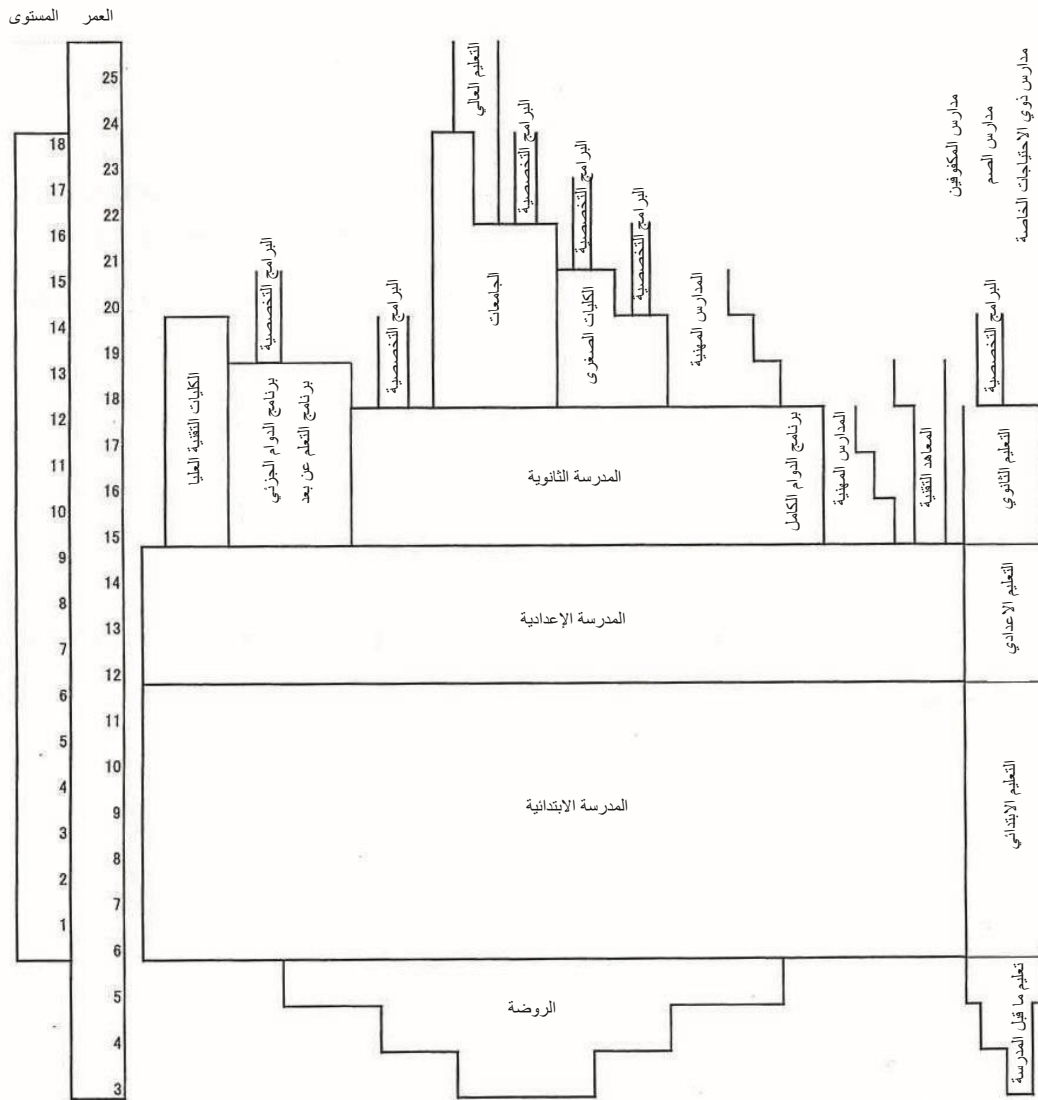 العمر
المستوى
25
24
23
22
21
20
19
18
17
16
15
14
13
12
11
10
9
8
7
6
5
4
3
18
17
16
15
14
13
12
11
10
9
8
7
6
5
4
3
2
1
مدارس ذوي الاحتياجات الخاصة
مدارس الصم
مدارس المكفوفين
التعليم العالي
البرامج التخصصية
البرامج التخصصية
البرامج التخصصية
البرامج التخصصية
البرامج التخصصية
البرامج التخصصية
الجامعات
الكليات الصغرى
المدارس المهنية
الكليات التقنية العليا
برنامج الدوام الجزئي
برنامج التعلم عن بعد
المدرسة الثانوية
برنامج الدوام الكامل
المدارس المهنية
المعاهد التقنية
التعليم الثانوي
المدرسة الإعدادية
التعليم الاعدادي
المدرسة الابتدائية
التعليم الابتدائي
الروضة
تعليم ما قبل المدرسة